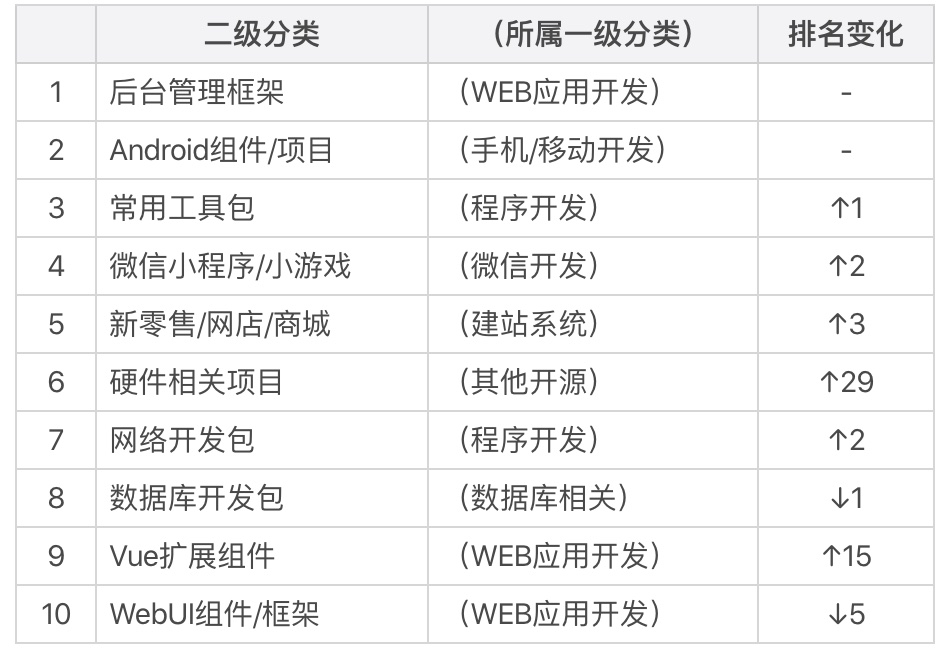 二级分类 （所属一级分类） 排名变化
1 后台管理框架 （WEB应用开发） -
2 Android组件/项目 （手机/移动开发） -
3 常用工具包 （程序开发） ↑1
4 微信小程序/小游戏 （微信开发） ↑2
5 新零售/网店/商城 （建站系统） ↑3
6 硬件相关项目 （其他开源） ↑29
7 网络开发包 （程序开发） ↑2
8 数据库开发包 （数据库相关） ↓1
9 Vue扩展组件 （WEB应用开发） ↑15
10 WebUI组件/框架 （WEB应用开发） ↓5